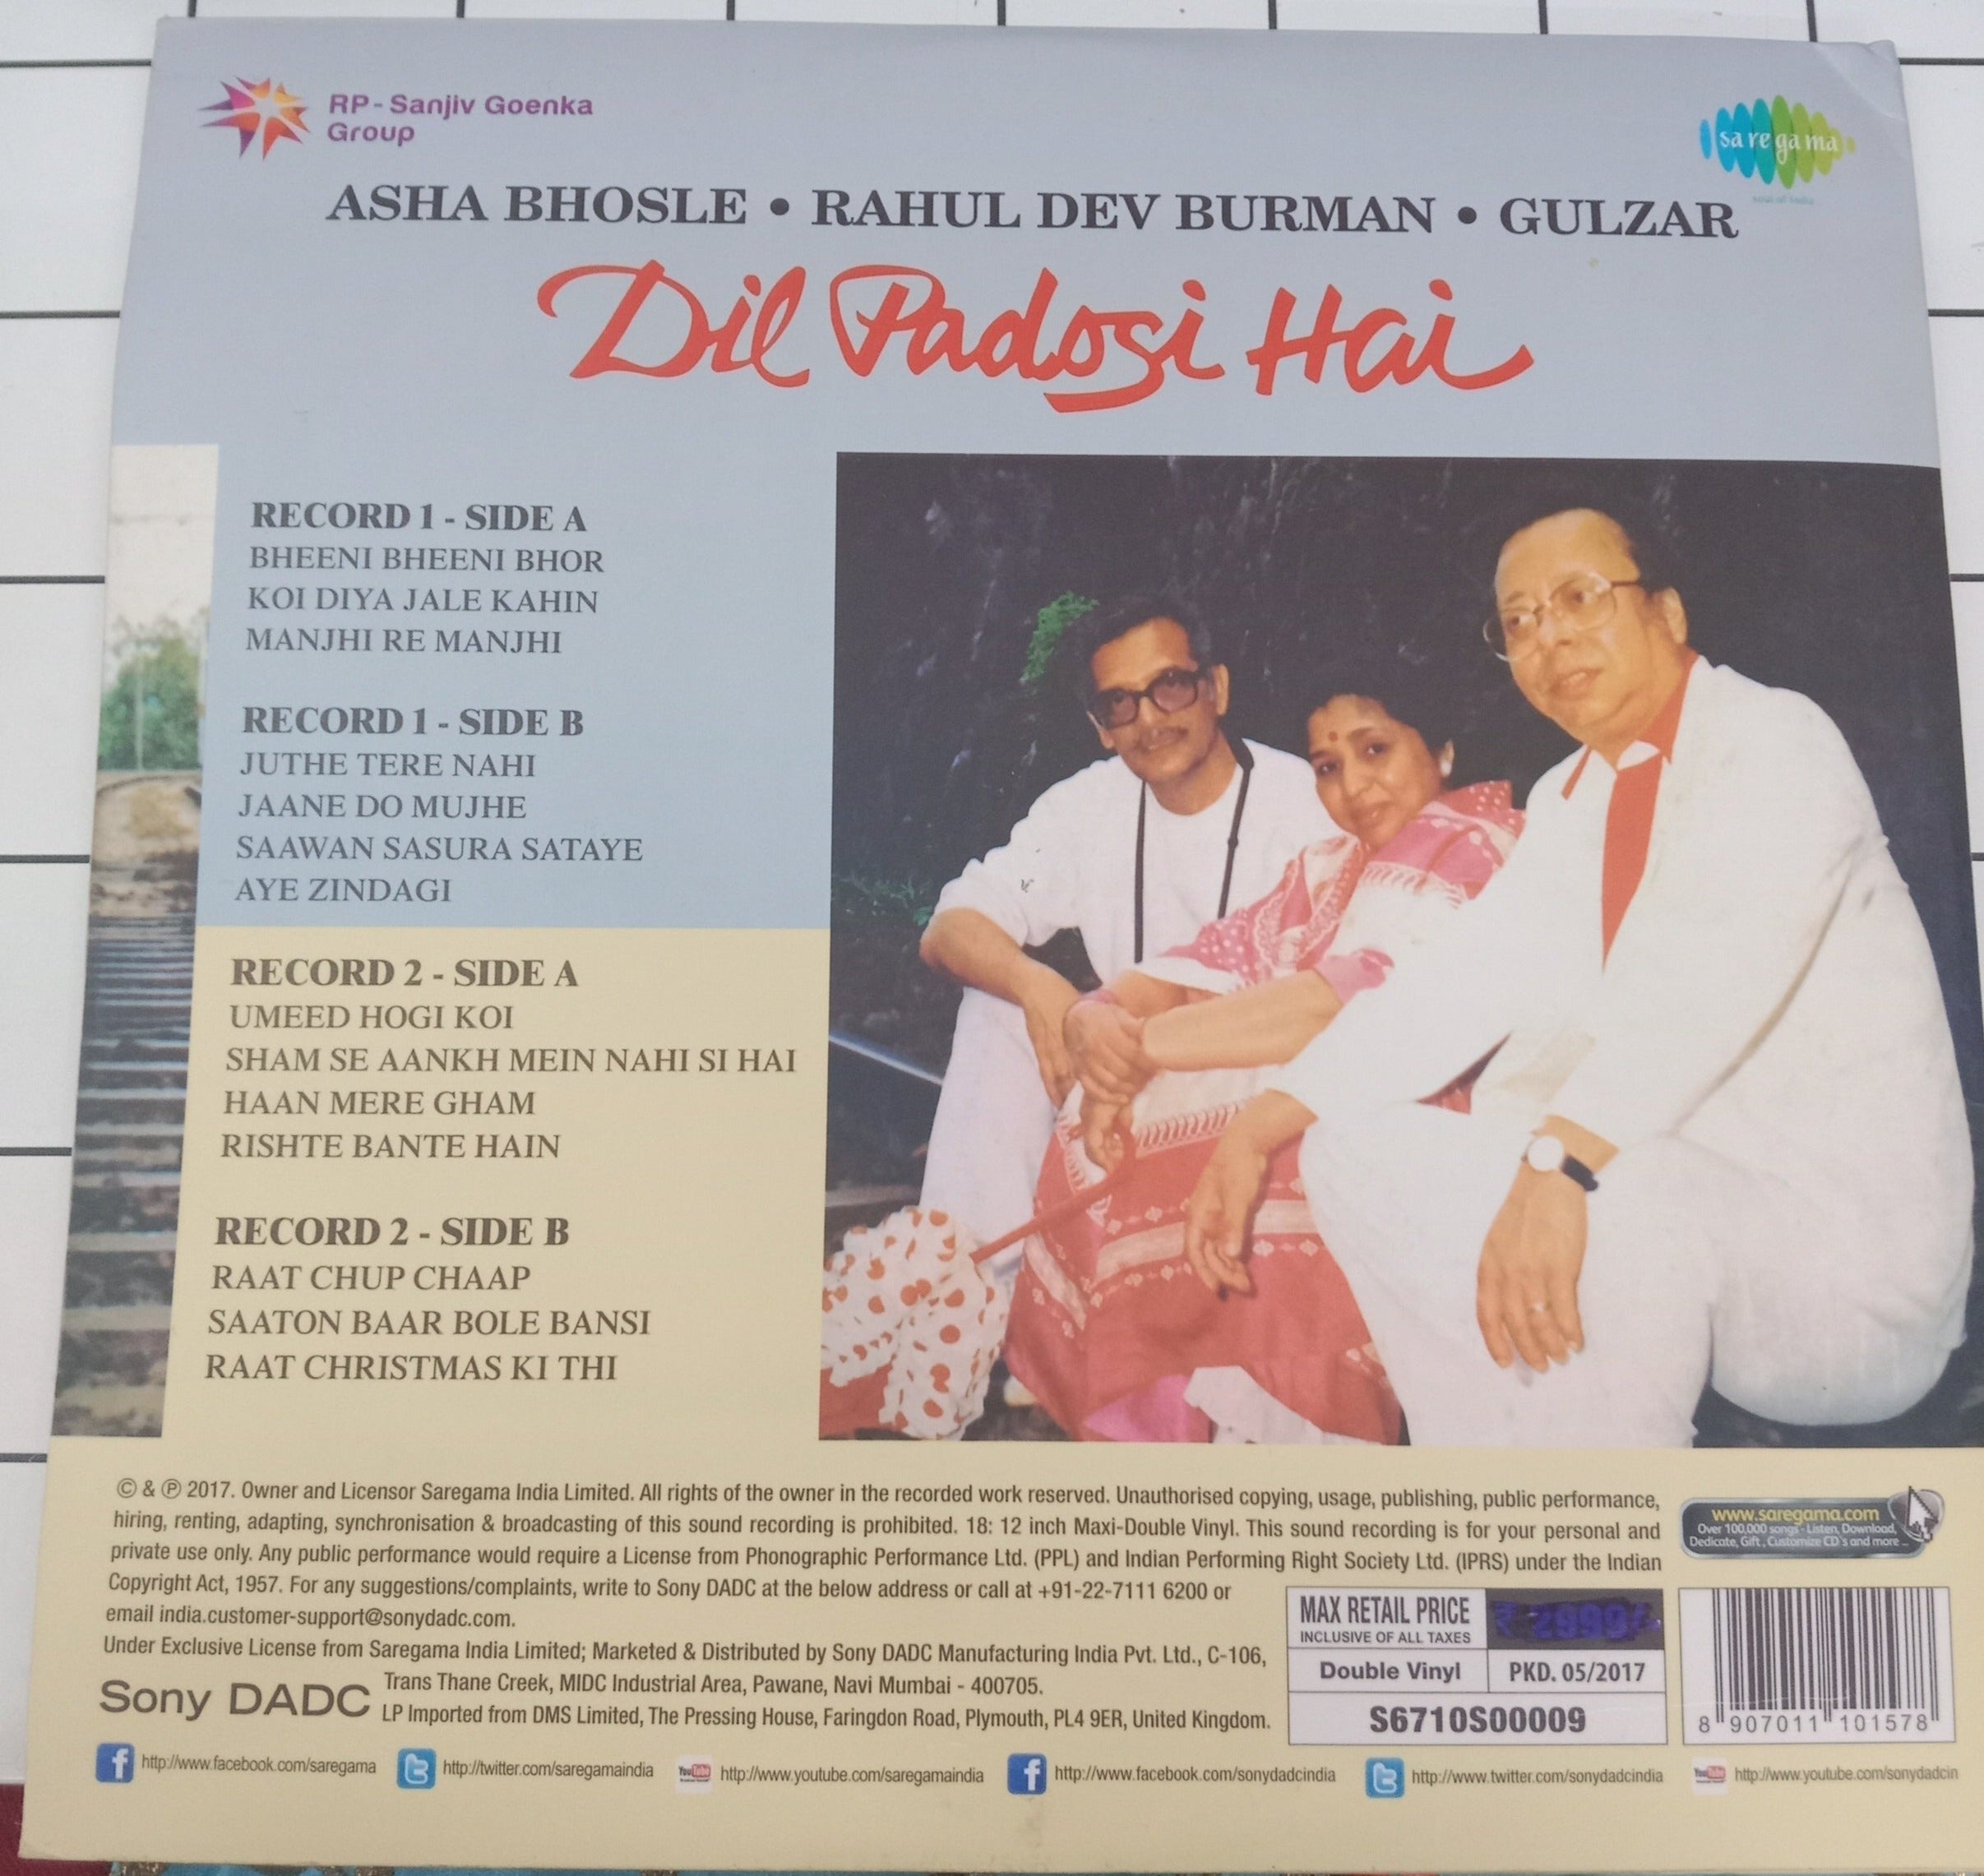 RP-Sanjiv Goenka
Group
sa re ga ma
ASHA BHOSLE • RAHUL DEV BURMAN • GULZAR
Dil Padosi Hai
RECORD 1 - SIDE A
BHEENI BHEENI BHOR
KOI DIYA JALE KAHIN
MANJHI RE MANJHI
RECORD 1 - SIDE B
JUTHE TERE NAHI
JAANE DO MUJHE
SAAWAN SASURA SATAYE
AYE ZINDAGI
RECORD 2 - SIDE A
UMEED HOGI KOI
SHAM SE AANKH MEIN NAHI SI HAI
HAAN MERE GHAM
RISHTE BANTE HAIN
RECORD 2 - SIDE B
RAAT CHUP CHAAP
SAATON BAAR BOLE BANSI
RAAT CHRISTMAS KI THI
© & ℗ 2017. Owner and Licensor Saregama India Limited. All rights of the owner in the recorded work reserved. Unauthorised copying, usage, publishing, public performance,
hiring, renting, adapting, synchronisation & broadcasting of this sound recording is prohibited. 18: 12 inch Maxi-Double Vinyl. This sound recording is for your personal and
private use only. Any public performance would require a License from Phonographic Performance Ltd. (PPL) and Indian Performing Right Society Ltd. (IPRS) under the Indian
Copyright Act, 1957. For any suggestions/complaints, write to Sony DADC at the below address or call at +91-22-7111 6200 or
email india.customer-support@sonydadc.com.
Under Exclusive License from Saregama India Limited; Marketed & Distributed by Sony DADC Manufacturing India Pvt. Ltd., C-106,
Trans Thane Creek, MIDC Industrial Area, Pawane, Navi Mumbai - 400705.
Sony DADC
LP Imported from DMS Limited, The Pressing House, Faringdon Road, Plymouth, PL4 9ER, United Kingdom.
www.saregama.com
Over 100,000 songs - Listen, Download,
Dedicate, Gift, Customize CD's and more ...
MAX RETAIL PRICE
INCLUSIVE OF ALL TAXES
₹ 2999/-
Double Vinyl PKD. 05/2017
S6710S00009
8 907011 101578
http://www.facebook.com/saregama
http://twitter.com/saregamaindia
YouTube http://www.youtube.com/saregamaindia
http://www.facebook.com/sonydadcindia
http://www.twitter.com/sonydadcindia
YouTube http://www.youtube.com/sonydadcin